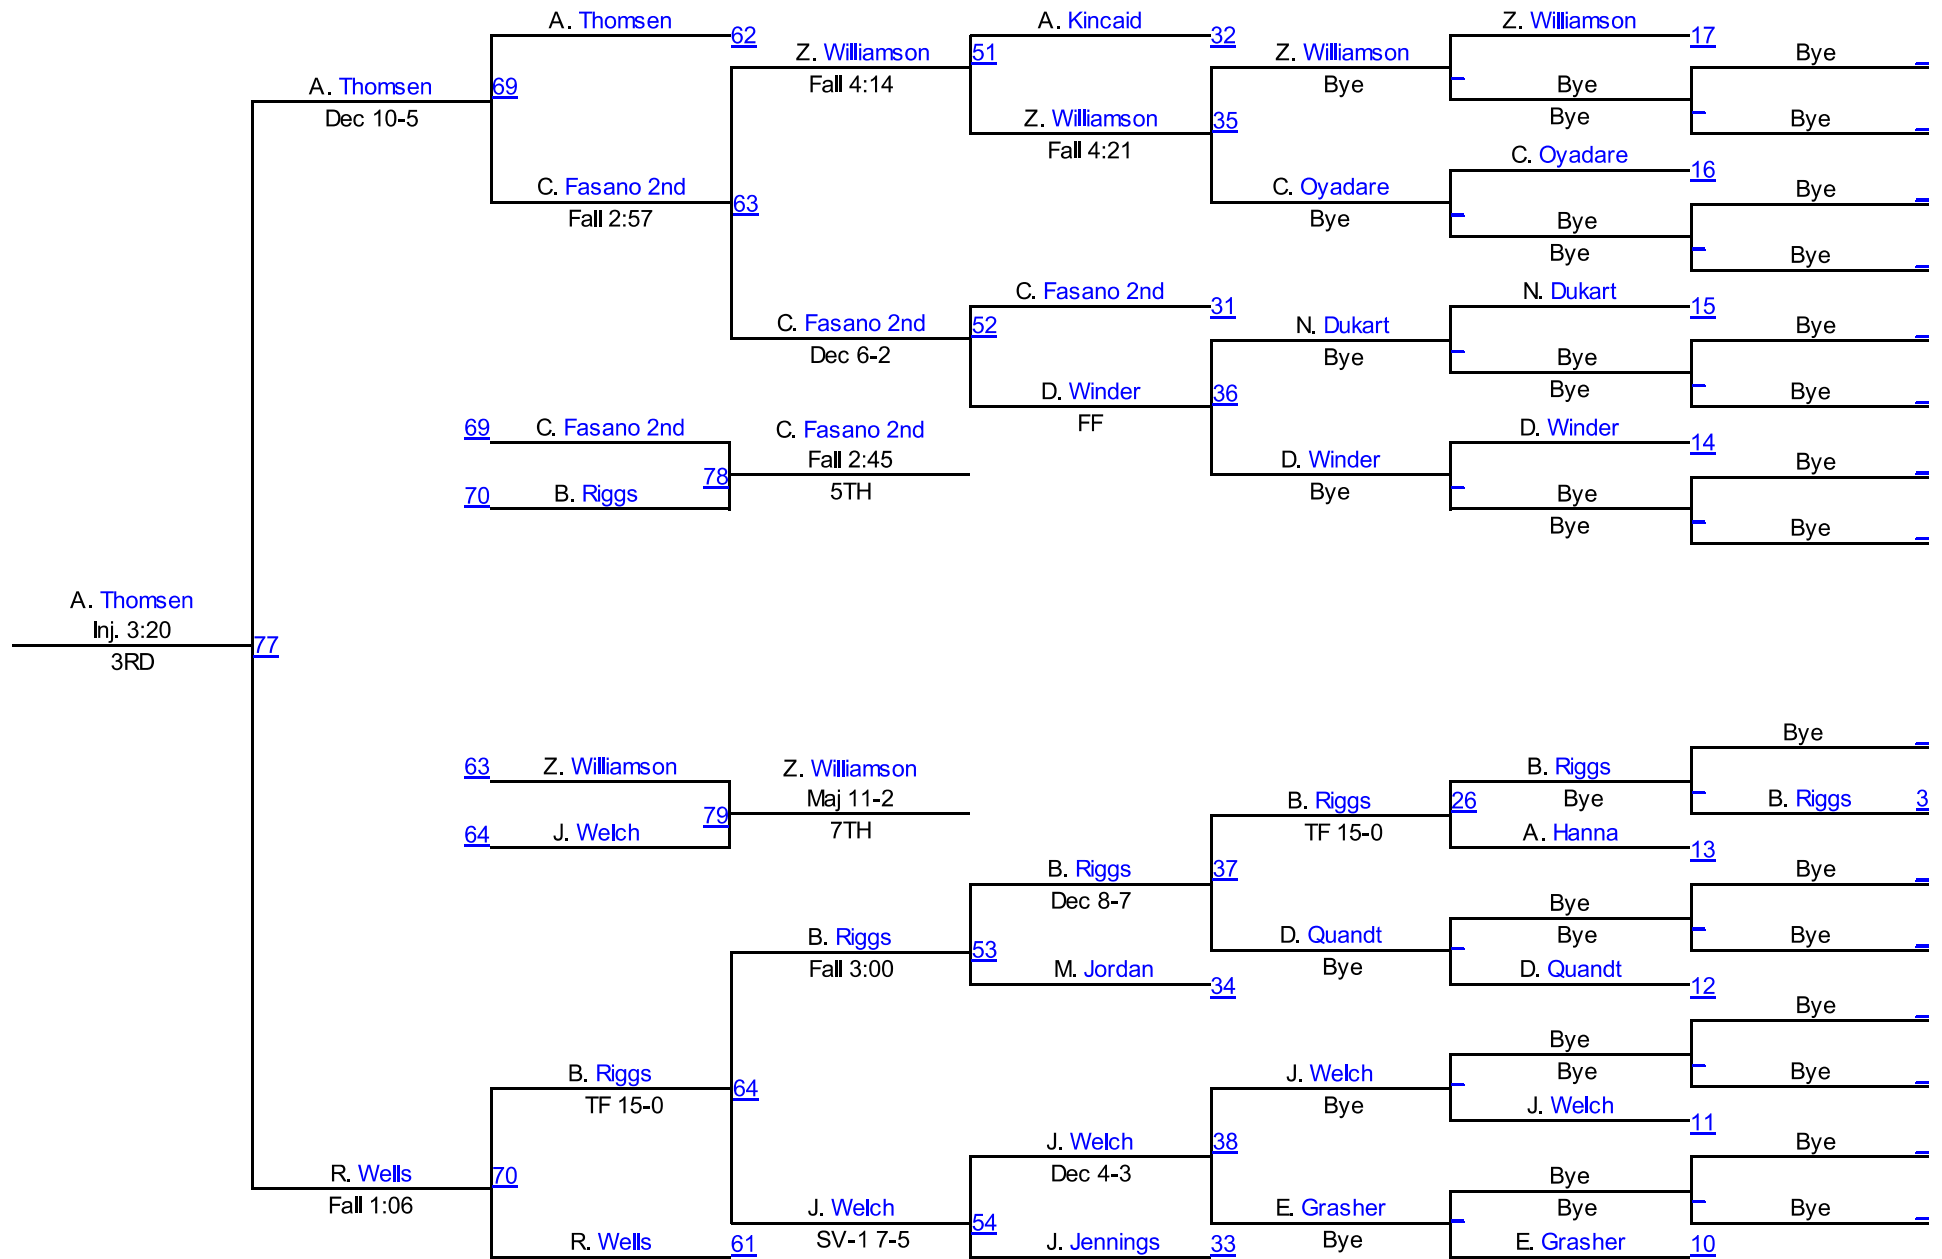 A. Thomsen
62
A. Kincaid
32
Z. Williamson
17
Z. Williamson
Fall 4:14
51
Z. Williamson
Bye
Bye
A. Thomsen
Dec 10-5
69
Bye
Bye
Z. Williamson
Fall 4:21
35
Bye
C. Oyadare
16
C. Fasano 2nd
Fall 2:57
63
C. Oyadare
Bye
Bye
Bye
Bye
Bye
C. Fasano 2nd
31
N. Dukart
15
C. Fasano 2nd
Dec 6-2
52
N. Dukart
Bye
Bye
Bye
Bye
D. Winder
FF
36
Bye
69
C. Fasano 2nd
C. Fasano 2nd
Fall 2:45
5TH
78
70
B. Riggs
D. Winder
14
D. Winder
Bye
Bye
Bye
Bye
Bye
A. Thomsen
Inj. 3:20
3RD
77
Bye
63
Z. Williamson
Z. Williamson
Maj 11-2
7TH
79
64
J. Welch
B. Riggs
Bye
B. Riggs
3
B. Riggs
TF 15-0
26
A. Hanna
13
B. Riggs
Dec 8-7
37
Bye
Bye
Bye
Bye
B. Riggs
Fall 3:00
53
D. Quandt
Bye
M. Jordan
34
D. Quandt
12
Bye
Bye
Bye
Bye
B. Riggs
TF 15-0
64
J. Welch
Bye
J. Welch
11
J. Welch
Dec 4-3
38
Bye
R. Wells
Fall 1:06
70
Bye
Bye
Bye
J. Welch
SV-1 7-5
54
E. Grasher
Bye
R. Wells
61
J. Jennings
33
E. Grasher
10